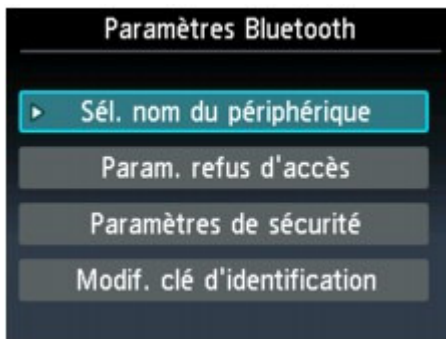 Paramètres Bluetooth
Sél. nom du périphérique
Param. refus d'accès
Paramètres de sécurité
Modif. clé d'identification